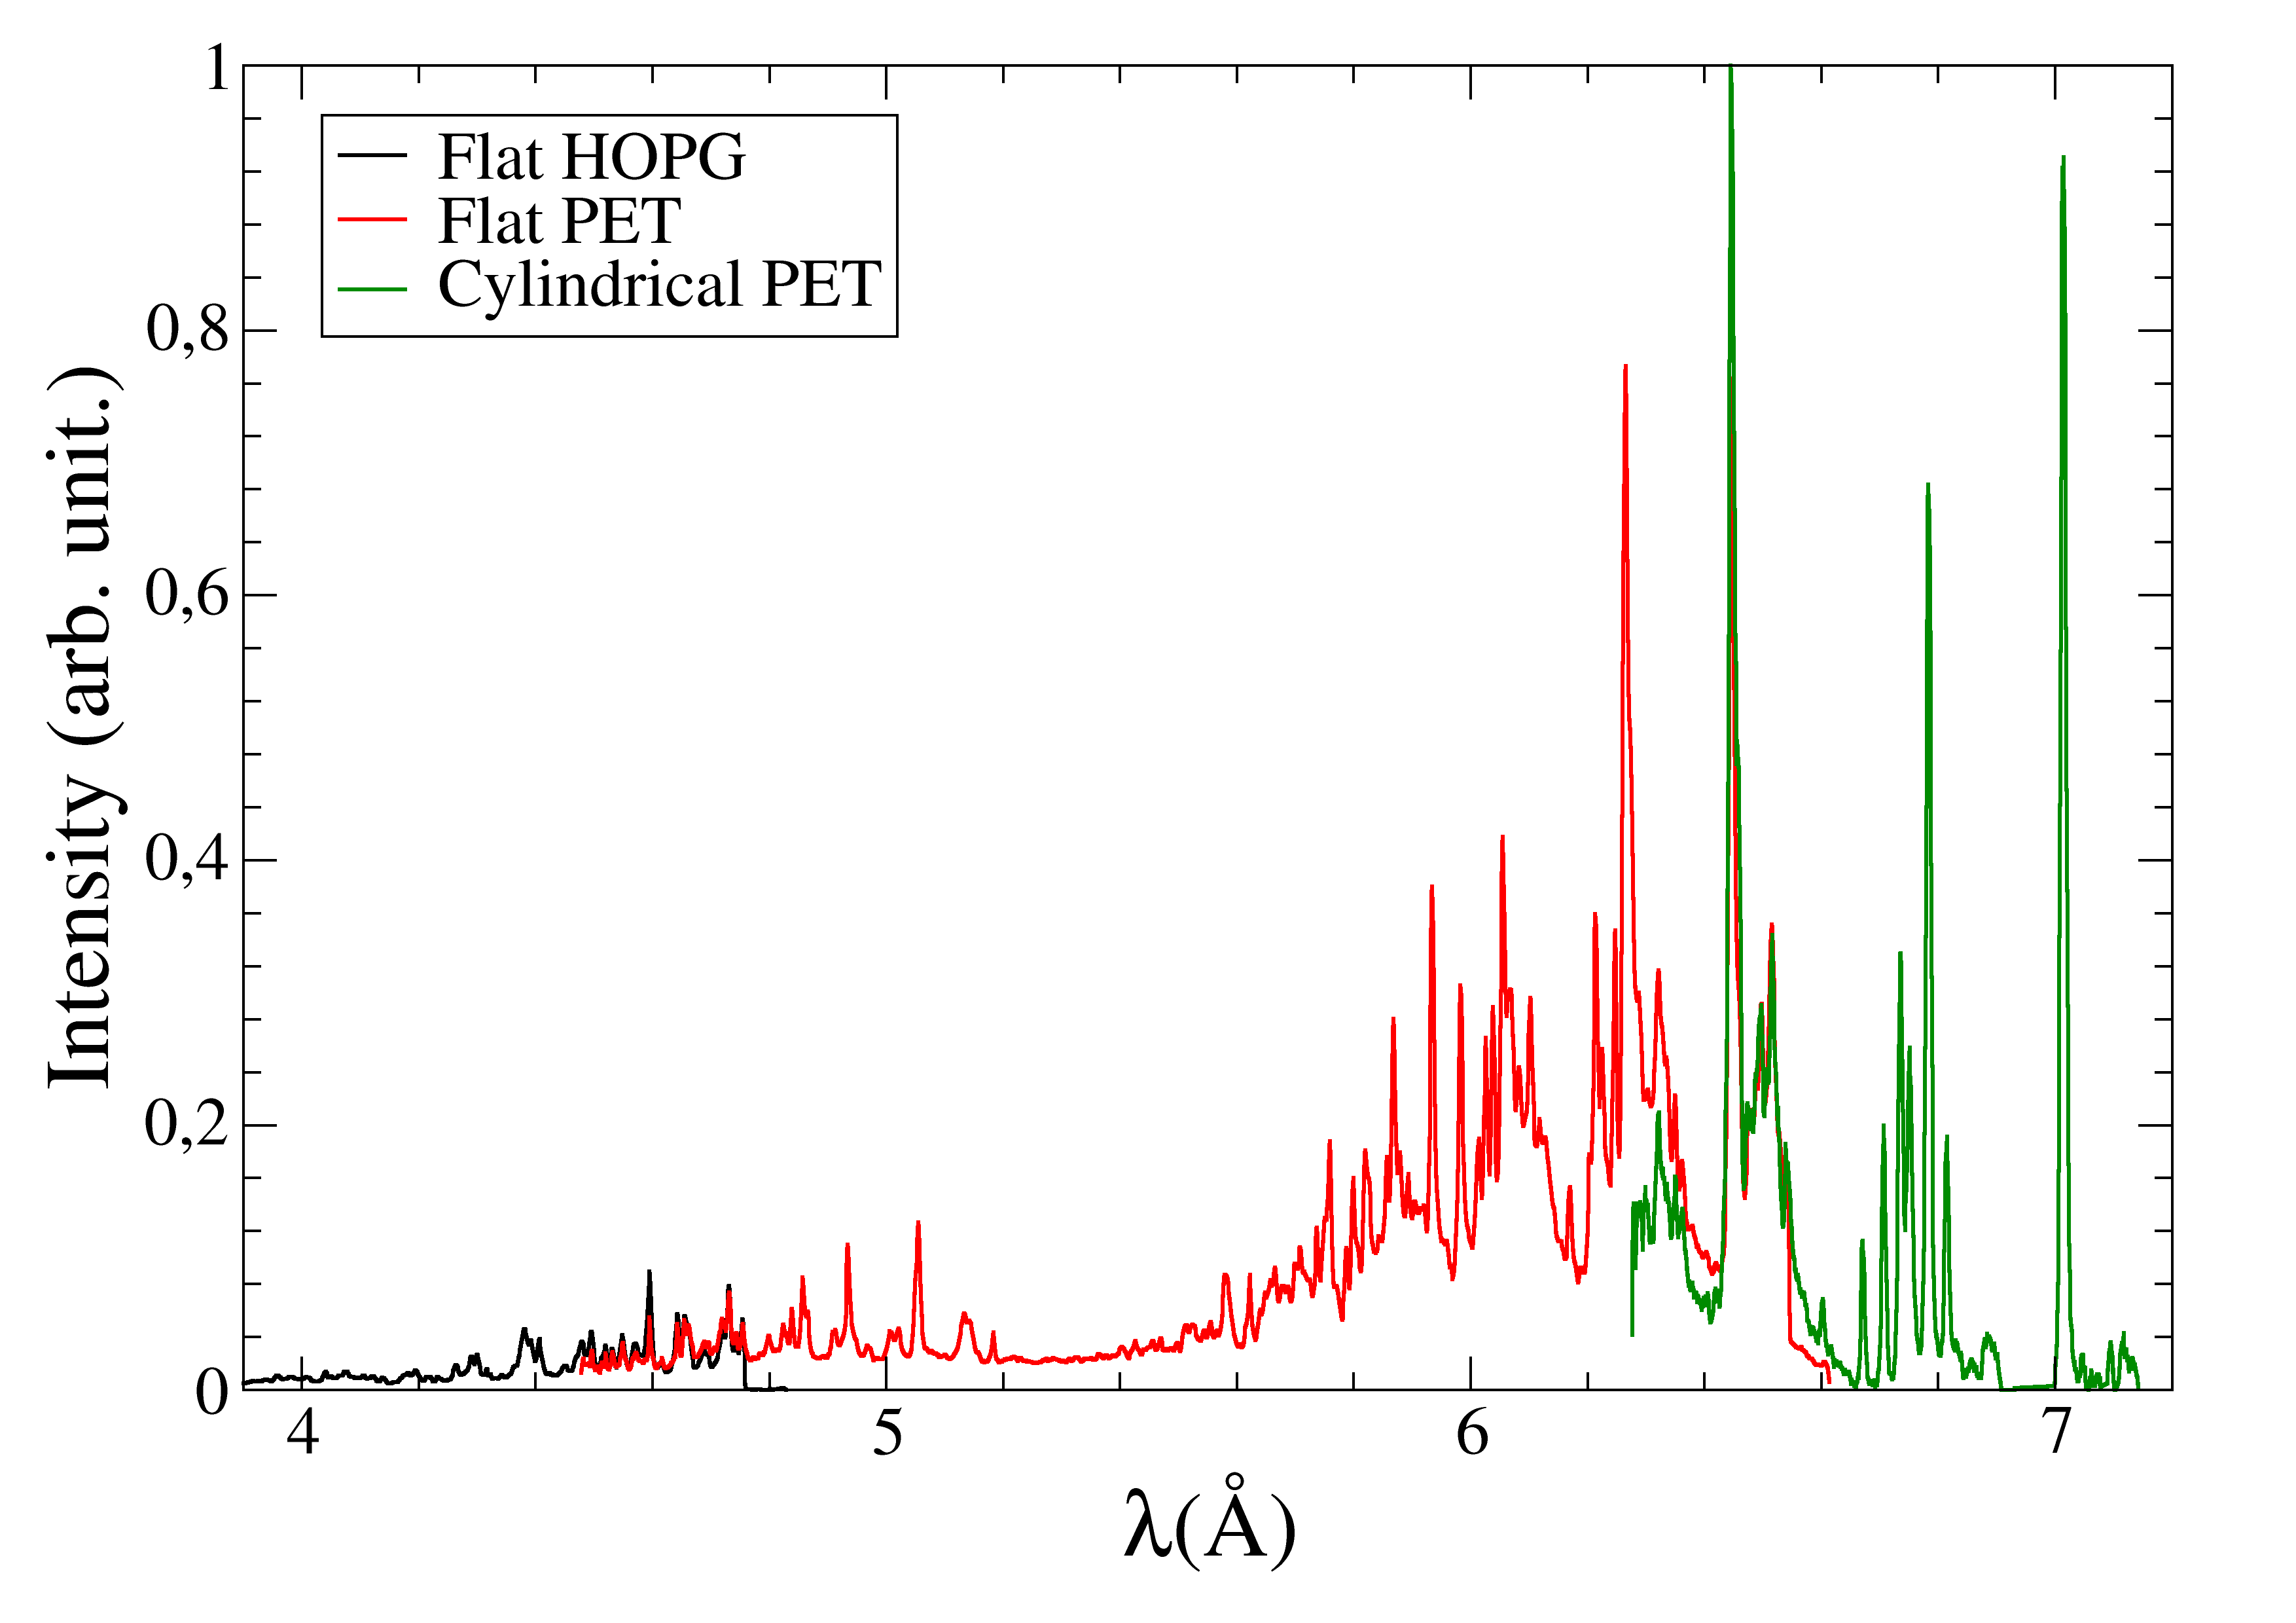 1
0,8
0,6
0,4
0,2
0
Intensity (arb. unit.)
Flat HOPG
Flat PET
Cylindrical PET
4 5 6 7
λ(Å)